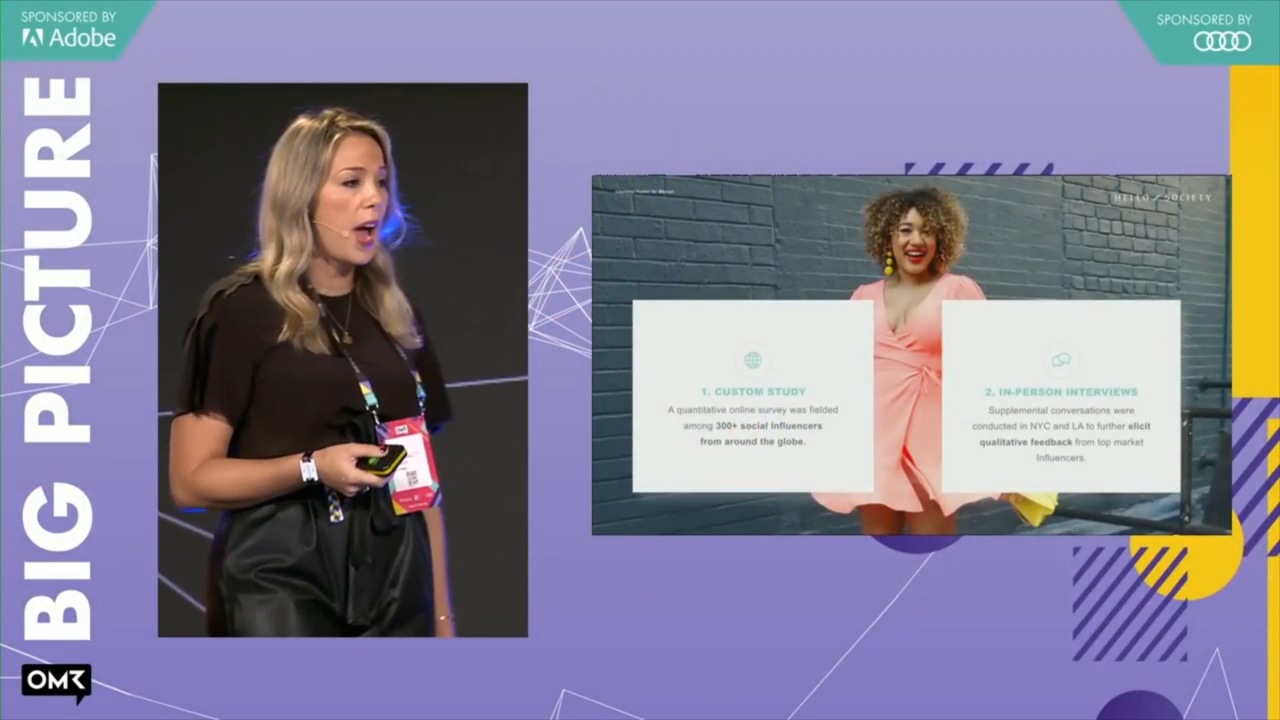 SPONSORED BY
Adobe
SPONSORED BY
BIG PICTURE
OMR
HELLO SOCIETY
1. CUSTOM STUDY
A quantitative online survey was fielded
among 300+ social Influencers
from around the globe.
2. IN-PERSON INTERVIEWS
Supplemental conversations were
conducted in NYC and LA to further elicit
qualitative feedback from top market
Influencers.